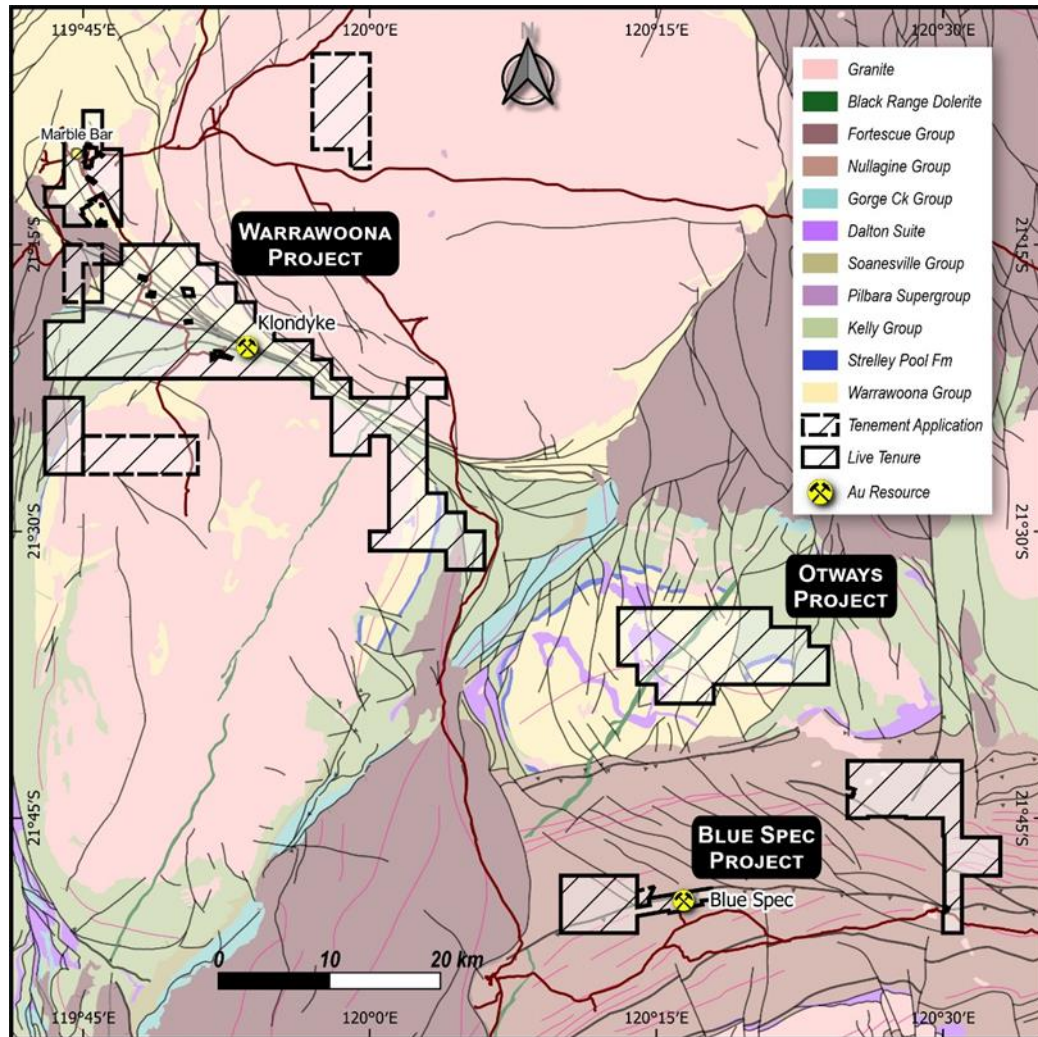 119°45'E
120°0'E
120°15'E
120°30'E
N
Granite
Black Range Dolerite
Fortescue Group
Nullagine Group
Gorge Ck Group
Dalton Suite
Soanesville Group
Pilbara Supergroup
Kelly Group
Strelley Pool Fm
Warrawoona Group
Tenement Application
Live Tenure
Au Resource
Marble Bar
WARRAWOONA
PROJECT
21°15'S
21°15'S
Klondyke
21°30'S
21°30'S
OTWAYS
PROJECT
21°45'S
21°45'S
BLUE SPEC
PROJECT
Blue Spec
0 10 20 km
119°45'E
120°0'E
120°15'E
120°30'E